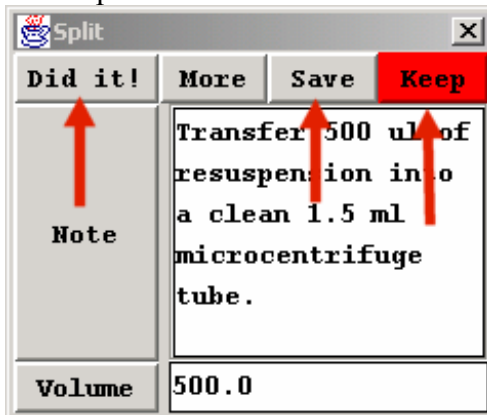 Split
Did it! More Save Keep
Note
Transfer 500 ul of
resuspension into
a clean 1.5 ml
microcentrifuge
tube.
Volume 500.0